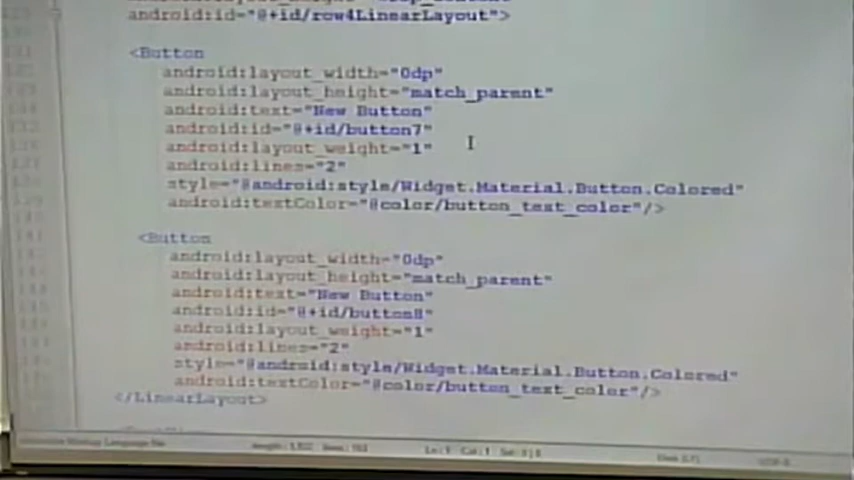 android:id="@+id/row4LinearLayout">
<Button
android:layout_width="0dp"
android:layout_height="match_parent"
android:text="New Button"
android:id="@+id/button7"
android:layout_weight="1"
android:lines="2"
style="@android:style/Widget.Material.Button.Colored"
android:textColor="@color/button_text_color"/>
<Button
android:layout_width="0dp"
android:layout_height="match_parent"
android:text="New Button"
android:id="@+id/button8"
android:layout_weight="1"
android:lines="2"
style="@android:style/Widget.Material.Button.Colored"
android:textColor="@color/button_text_color"/>
</LinearLayout>